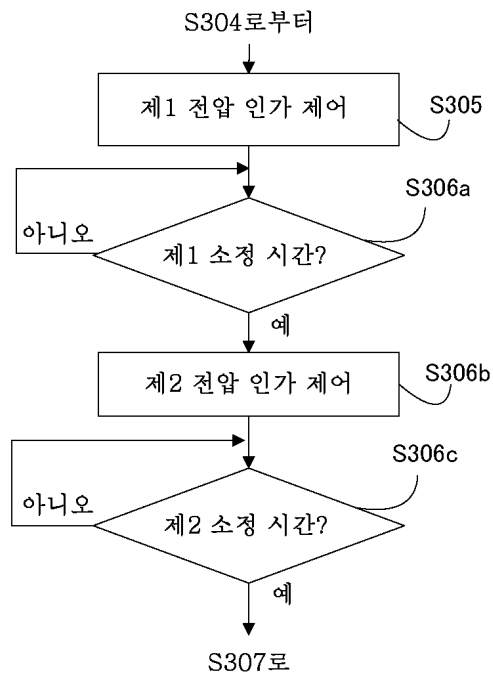 S304로부터
제1 전압 인가 제어
S305
S306a
아니오
제1 소정 시간?
예
제2 전압 인가 제어
S306b
S306c
아니오
제2 소정 시간?
예
S307로